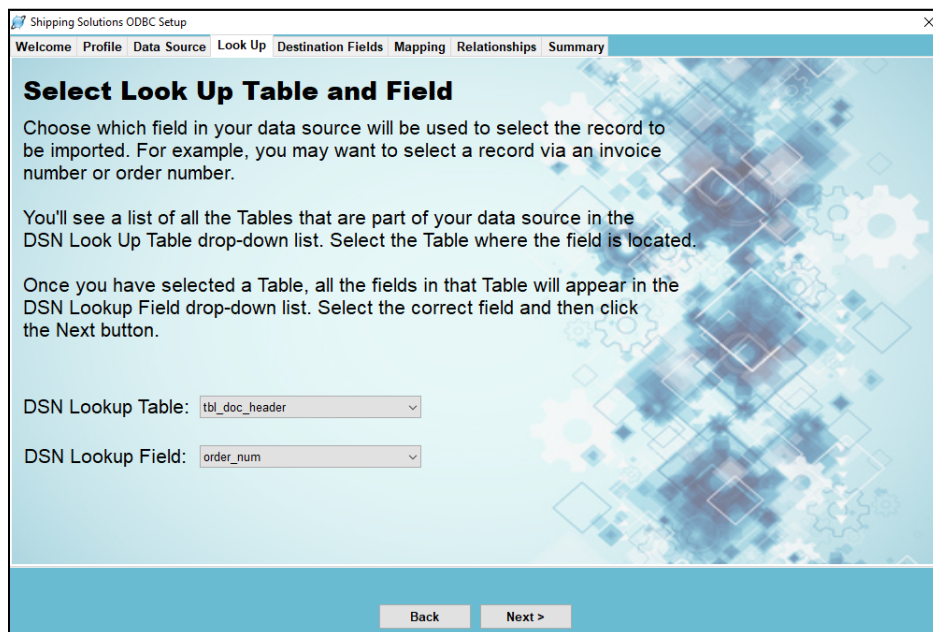 Shipping Solutions ODBC Setup
Welcome Profile Data Source Look Up Destination Fields Mapping Relationships Summary
Select Look Up Table and Field
Choose which field in your data source will be used to select the record to
be imported. For example, you may want to select a record via an invoice
number or order number.
You'll see a list of all the Tables that are part of your data source in the
DSN Look Up Table drop-down list. Select the Table where the field is located.
Once you have selected a Table, all the fields in that Table will appear in the
DSN Lookup Field drop-down list. Select the correct field and then click
the Next button.
DSN Lookup Table: tbl_doc_header
DSN Lookup Field: order_num
Back Next >